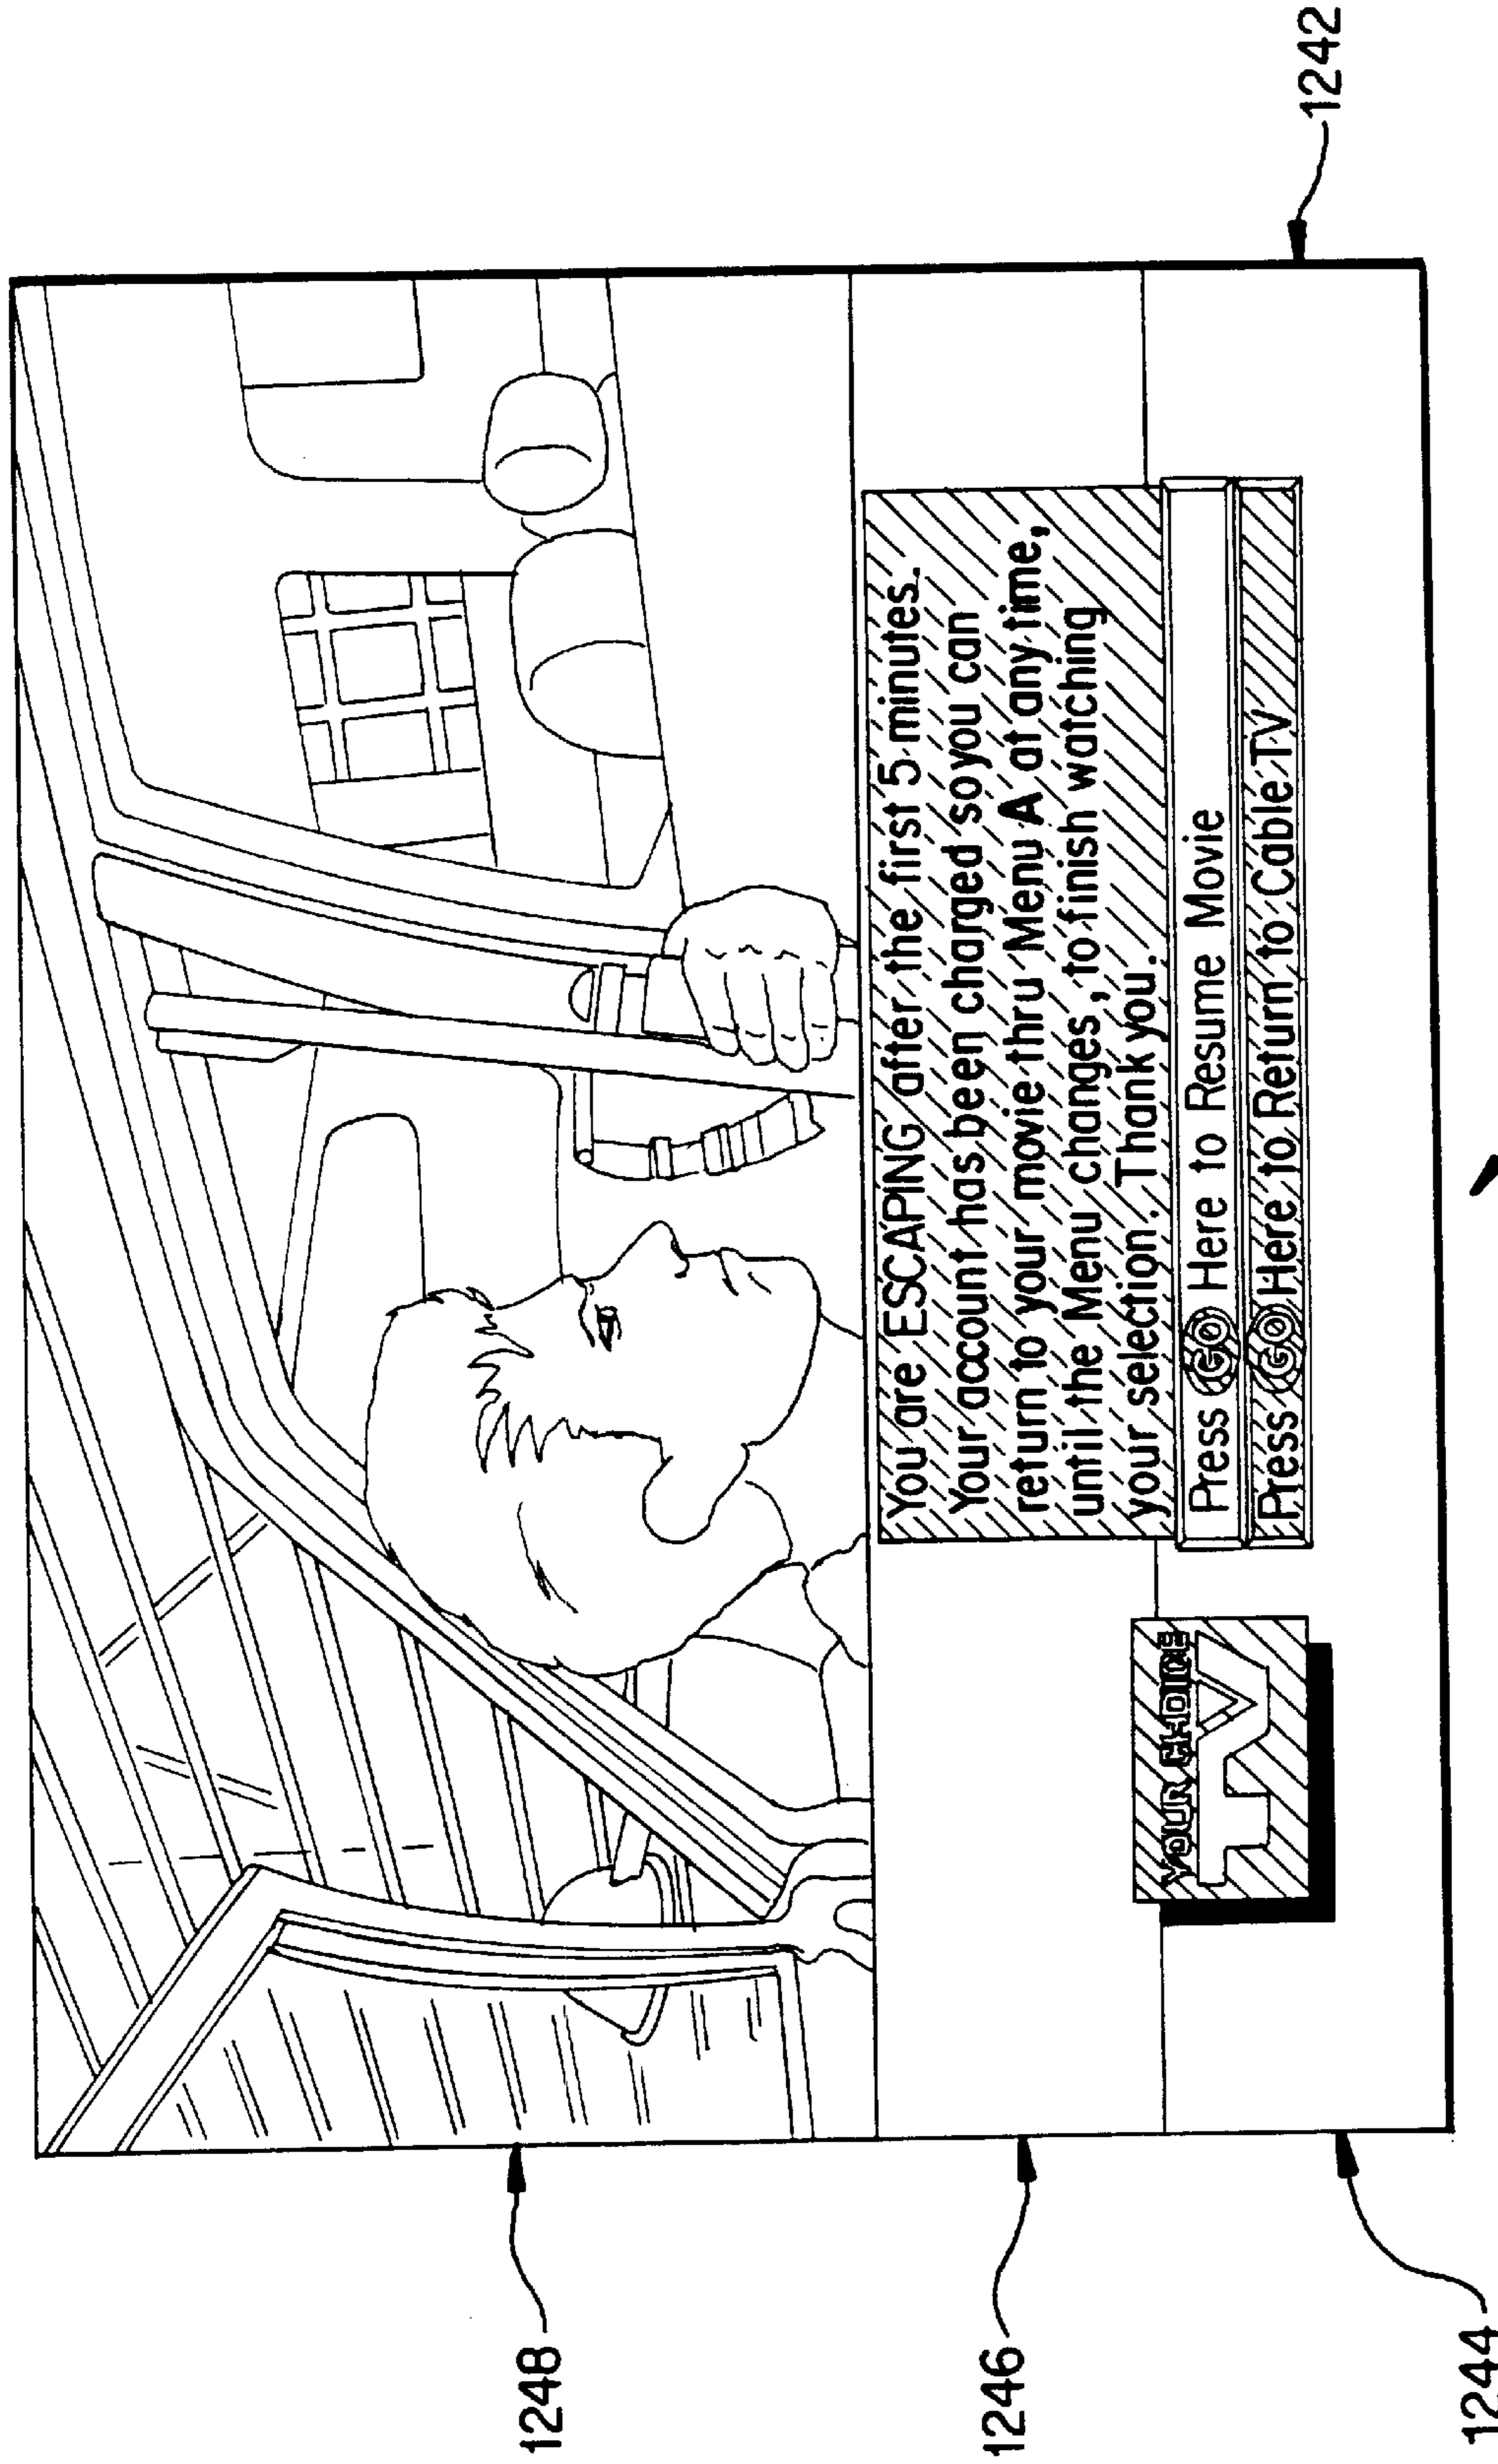 1248
1246
1244
1242
You are ESCAPING after the first 5 minutes.
Your account has been charged so you can
return to your movie thru Menu A at any time,
until the Menu changes, to finish watching
your selection. Thank you.
Press GO Here to Resume Movie
Press GO Here to Return to Cable TV
YOUR CHOICE
TV